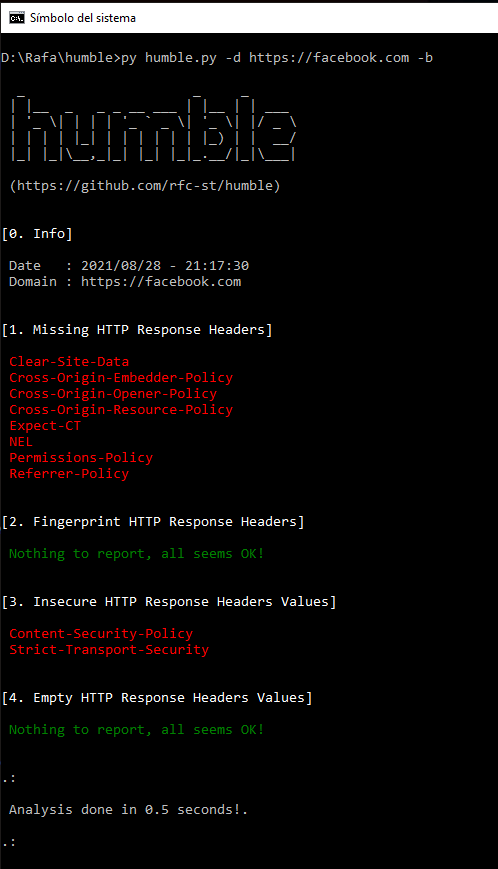 Símbolo del sistema
D:\Rafa\humble>py humble.py -d https://facebook.com -b
humble
(https://github.com/rfc-st/humble)
[0. Info]
Date   : 2021/08/28 - 21:17:30
Domain : https://facebook.com
[1. Missing HTTP Response Headers]
Clear-Site-Data
Cross-Origin-Embedder-Policy
Cross-Origin-Opener-Policy
Cross-Origin-Resource-Policy
Expect-CT
NEL
Permissions-Policy
Referrer-Policy
[2. Fingerprint HTTP Response Headers]
Nothing to report, all seems OK!
[3. Insecure HTTP Response Headers Values]
Content-Security-Policy
Strict-Transport-Security
[4. Empty HTTP Response Headers Values]
Nothing to report, all seems OK!
.:
Analysis done in 0.5 seconds!.
.: